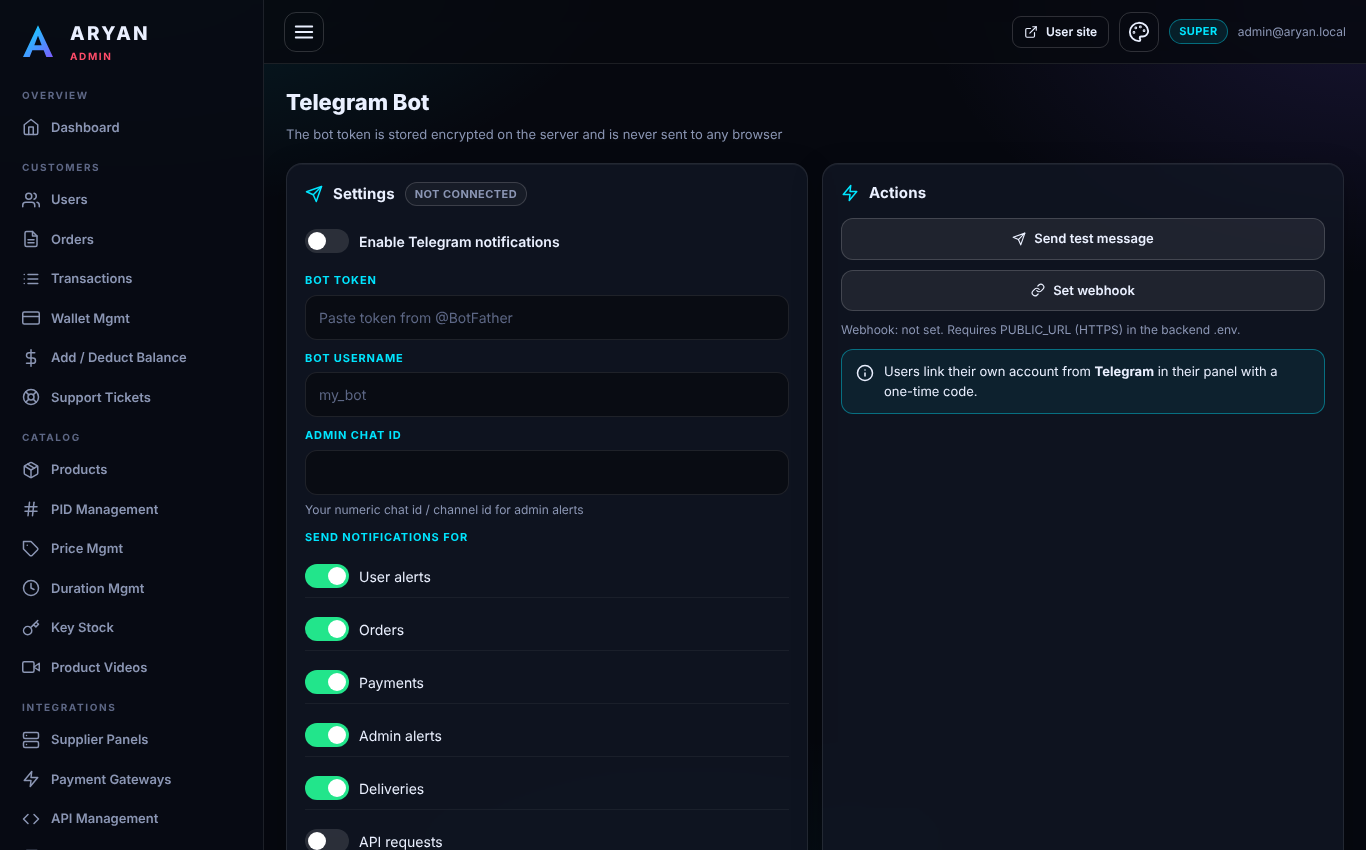 ARYAN
ADMIN
OVERVIEW
Dashboard
CUSTOMERS
Users
Orders
Transactions
Wallet Mgmt
Add / Deduct Balance
Support Tickets
CATALOG
Products
PID Management
Price Mgmt
Duration Mgmt
Key Stock
Product Videos
INTEGRATIONS
Supplier Panels
Payment Gateways
API Management
User site
SUPER
admin@aryan.local
Telegram Bot
The bot token is stored encrypted on the server and is never sent to any browser
Settings
NOT CONNECTED
Enable Telegram notifications
BOT TOKEN
Paste token from @BotFather
BOT USERNAME
my_bot
ADMIN CHAT ID
Your numeric chat id / channel id for admin alerts
SEND NOTIFICATIONS FOR
User alerts
Orders
Payments
Admin alerts
Deliveries
API requests
Actions
Send test message
Set webhook
Webhook: not set. Requires PUBLIC_URL (HTTPS) in the backend .env.
Users link their own account from Telegram in their panel with a
one-time code.